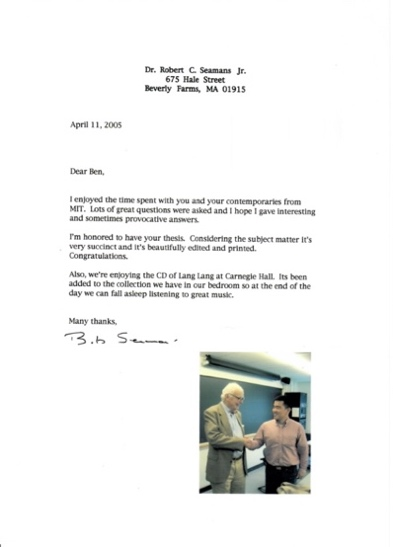 Dr. Robert C. Seamans Jr.
675 Hale Street
Beverly Farms, MA 01915
April 11, 2005
Dear Ben,
I enjoyed the time spent with you and your contemporaries from
MIT. Lots of great questions were asked and I hope I gave interesting
and sometimes provocative answers.
I'm honored to have your thesis. Considering the subject matter it's
very succinct and it's beautifully edited and printed.
Congratulations.
Also, we're enjoying the CD of Lang Lang at Carnegie Hall. Its been
added to the collection we have in our bedroom so at the end of the
day we can fall asleep listening to great music.
Many thanks,
Bob Seamans